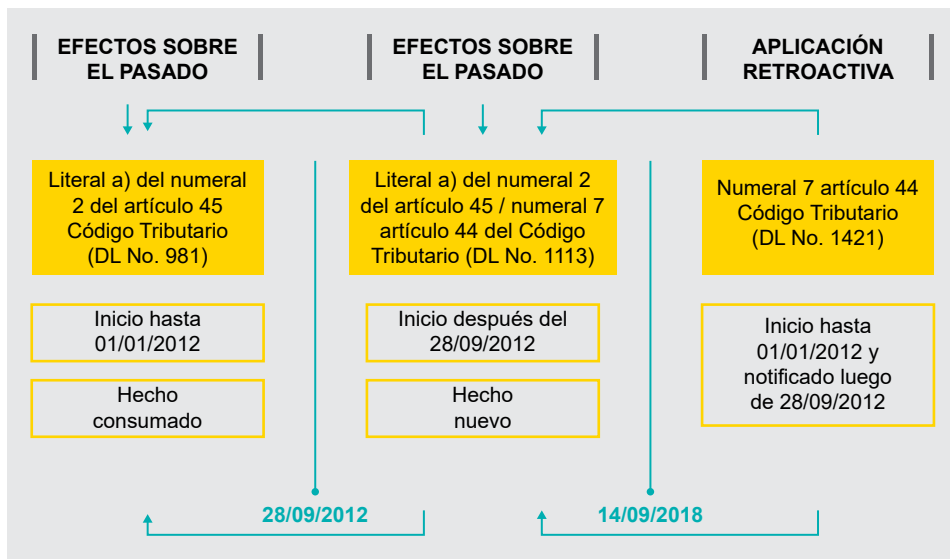 EFECTOS SOBRE
EL PASADO
Literal a) del numeral
2 del artículo 45
Código Tributario
(DL No. 981)
Inicio hasta
01/01/2012
Hecho
consumado
EFECTOS SOBRE
EL PASADO
Literal a) del numeral 2
del artículo 45 / numeral 7
artículo 44 del Código
Tributario (DL No. 1113)
Inicio después del
28/09/2012
Hecho
nuevo
APLICACIÓN
RETROACTIVA
Numeral 7 artículo 44
Código Tributario
(DL No. 1421)
Inicio hasta
01/01/2012 y
notificado luego
de 28/09/2012
28/09/2012
14/09/2018